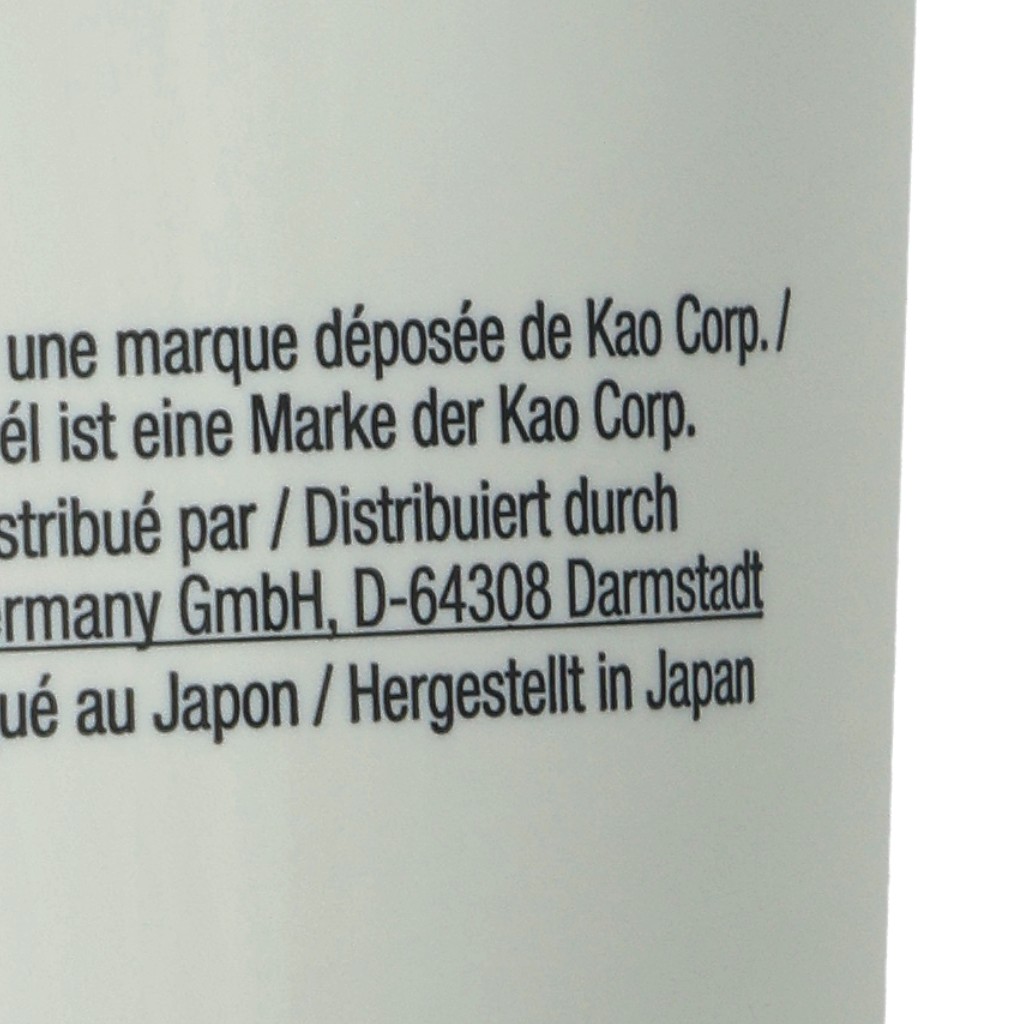 une marque déposée de Kao Corp. /
él ist eine Marke der Kao Corp.
stribué par / Distribuiert durch
ermany GmbH, D-64308 Darmstadt
ué au Japon / Hergestellt in Japan